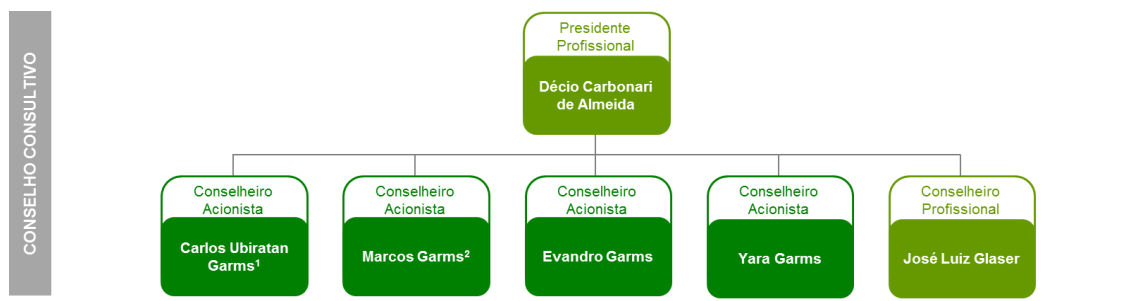 CONSELHO CONSULTIVO
Presidente
Profissional
Décio Carbonari
de Almeida
Conselheiro
Acionista
Carlos Ubiratan
Garms¹
Conselheiro
Acionista
Marcos Garms²
Conselheiro
Acionista
Evandro Garms
Conselheiro
Acionista
Yara Garms
Conselheiro
Profissional
José Luiz Glaser